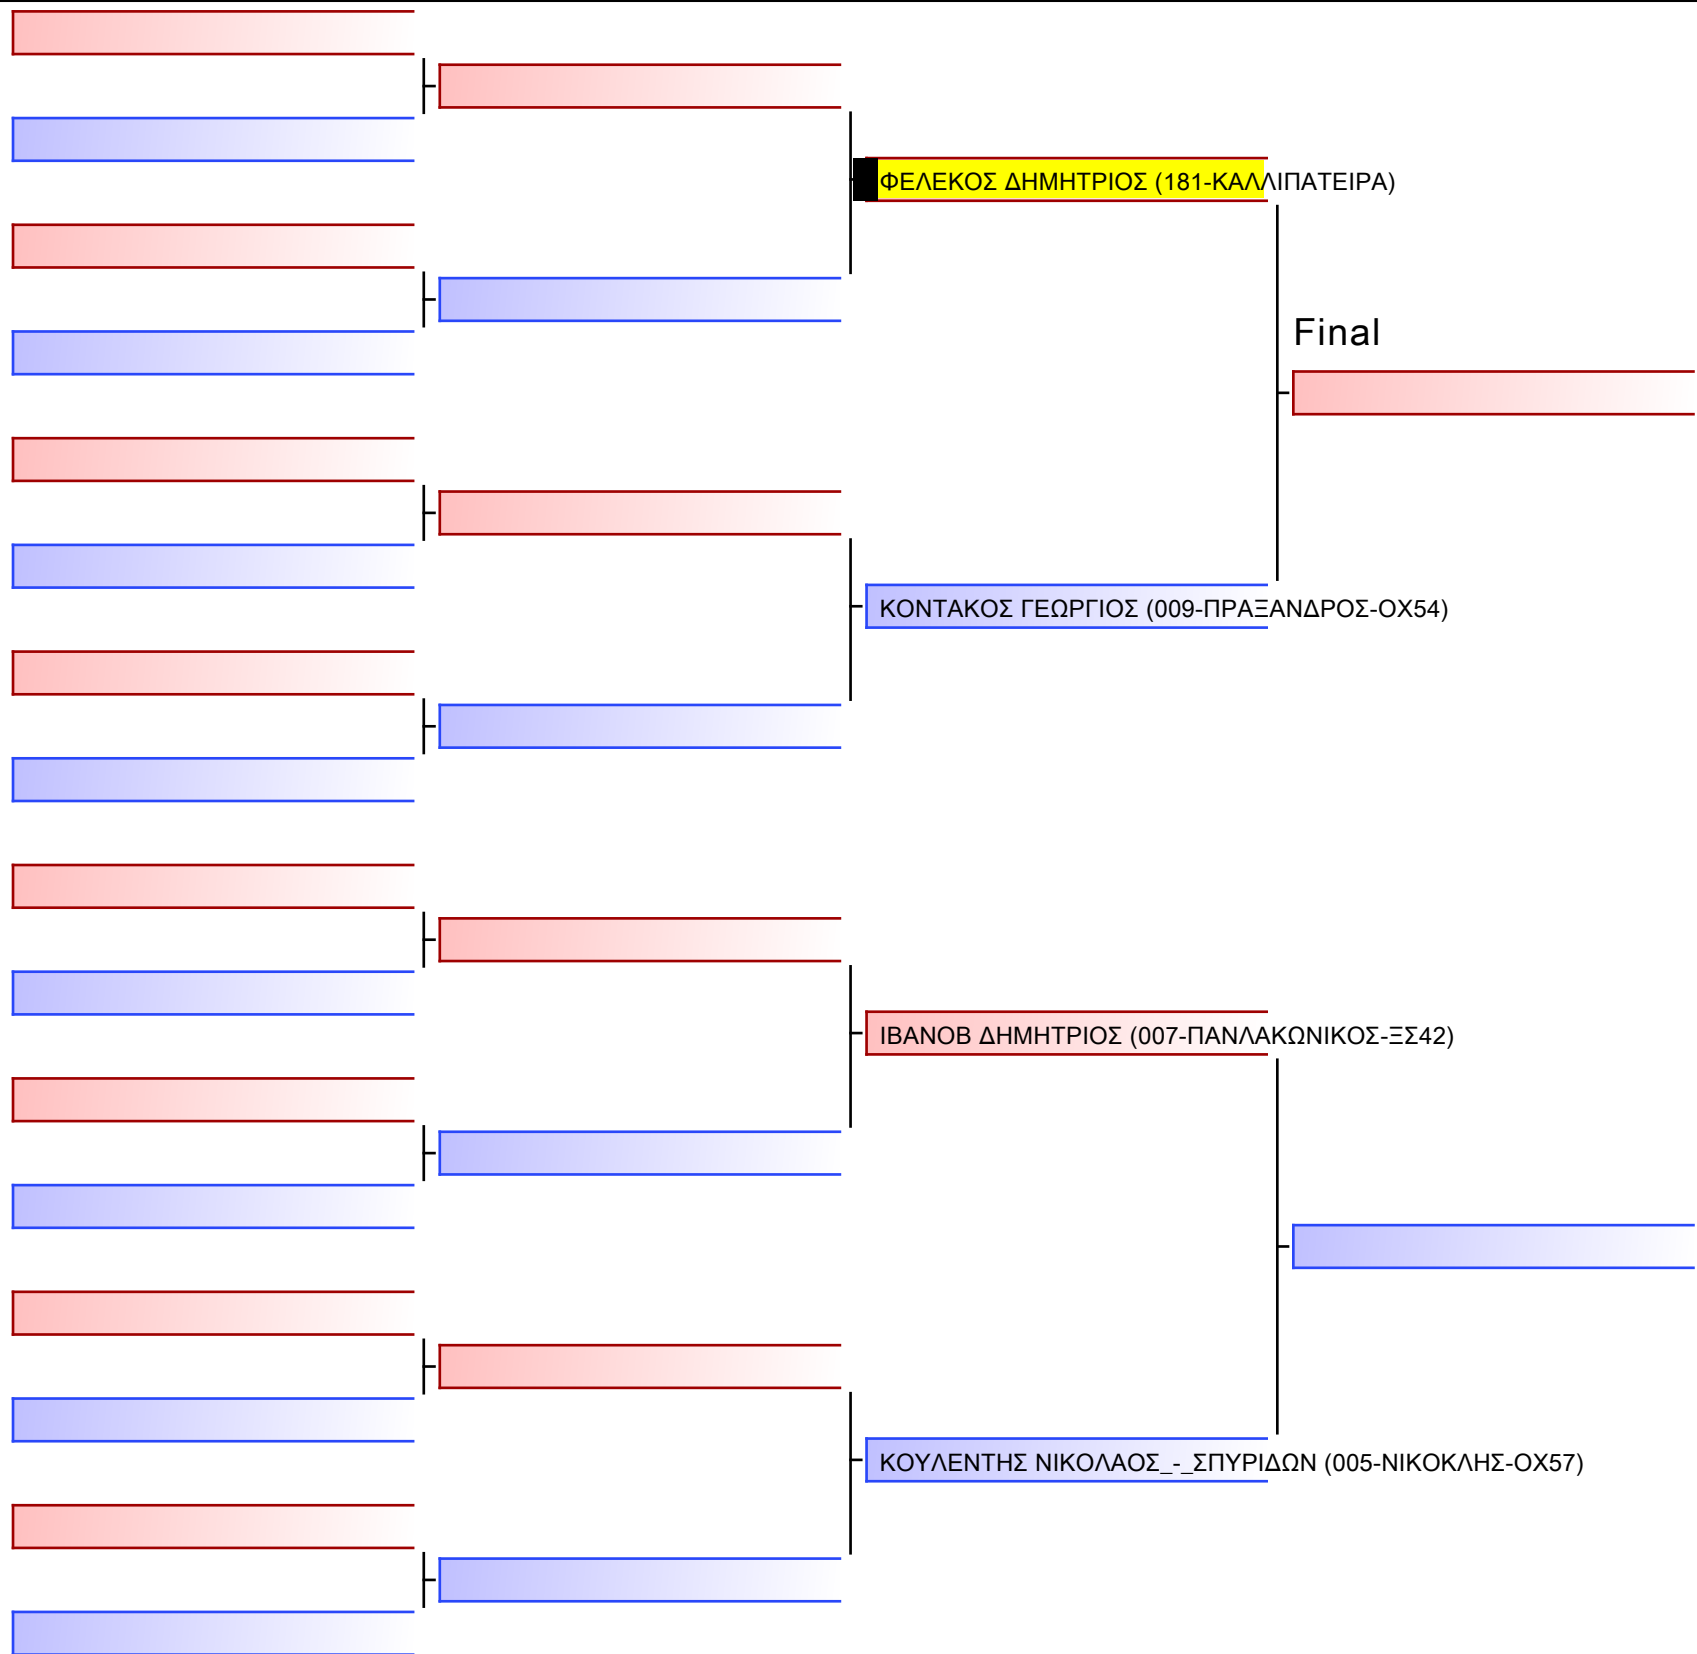 ΦΕΛΕΚΟΣ ΔΗΜΗΤΡΙΟΣ (181-ΚΑΛΛΙΠΑΤΕΙΡΑ)
Final
ΚΟΝΤΑΚΟΣ ΓΕΩΡΓΙΟΣ (009-ΠΡΑΞΑΝΔΡΟΣ-ΟΧ54)
ΙΒΑΝΟΒ ΔΗΜΗΤΡΙΟΣ (007-ΠΑΝΛΑΚΩΝΙΚΟΣ-ΞΣ42)
ΚΟΥΛΕΝΤΗΣ ΝΙΚΟΛΑΟΣ_-_ΣΠΥΡΙΔΩΝ (005-ΝΙΚΟΚΛΗΣ-ΟΧ57)